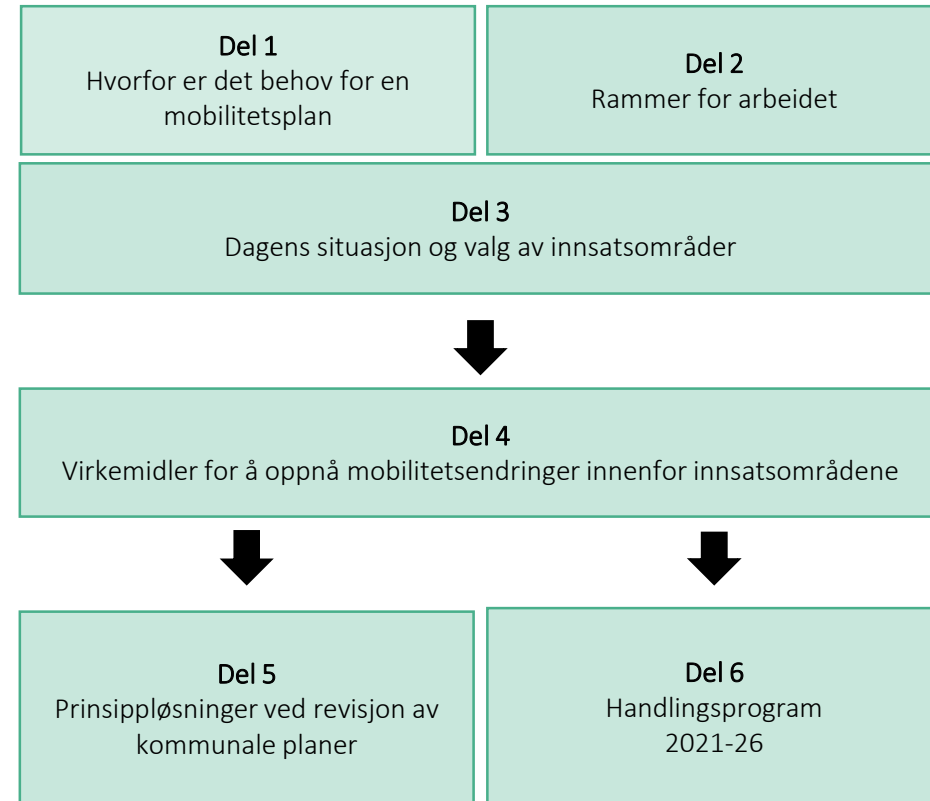 Del 1
Hvorfor er det behov for en
mobilitetsplan
Del 2
Rammer for arbeidet
Del 3
Dagens situasjon og valg av innsatsområder
Del 4
Virkemidler for å oppnå mobilitetsendringer innenfor innsatsområdene
Del 5
Prinsippløsninger ved revisjon av
kommunale planer
Del 6
Handlingsprogram
2021-26